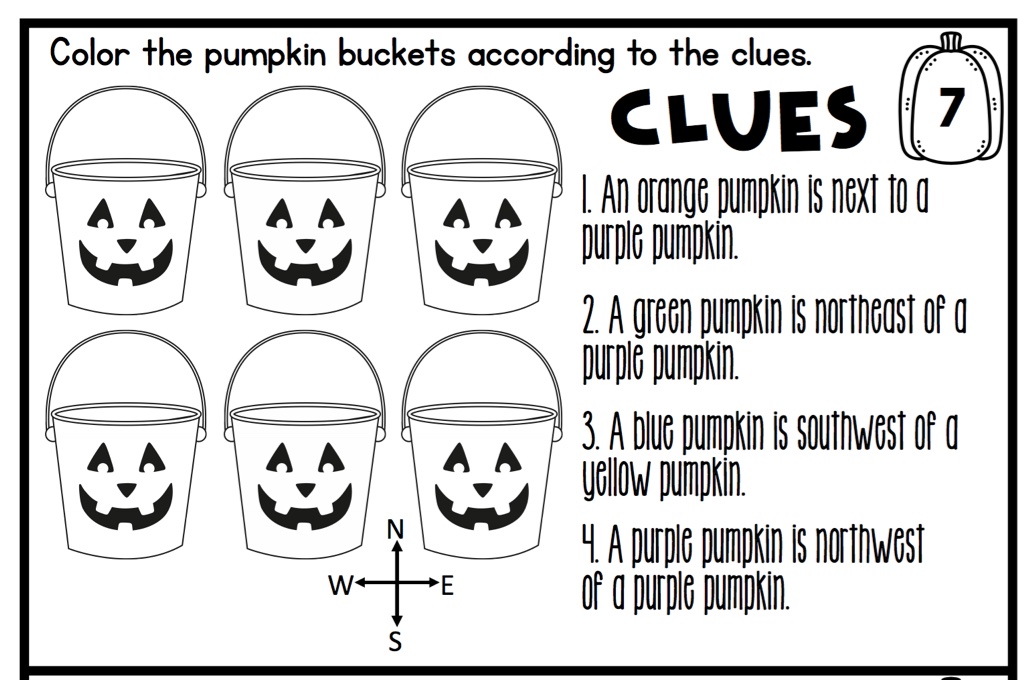 Color the pumpkin buckets according to the clues.
CLUES
7
1. An orange pumpkin is next to a
purple pumpkin.
2. A green pumpkin is northeast of a
purple pumpkin.
3. A blue pumpkin is southwest of a
yellow pumpkin.
4. A purple pumpkin is northwest
of a purple pumpkin.
N
W E
S